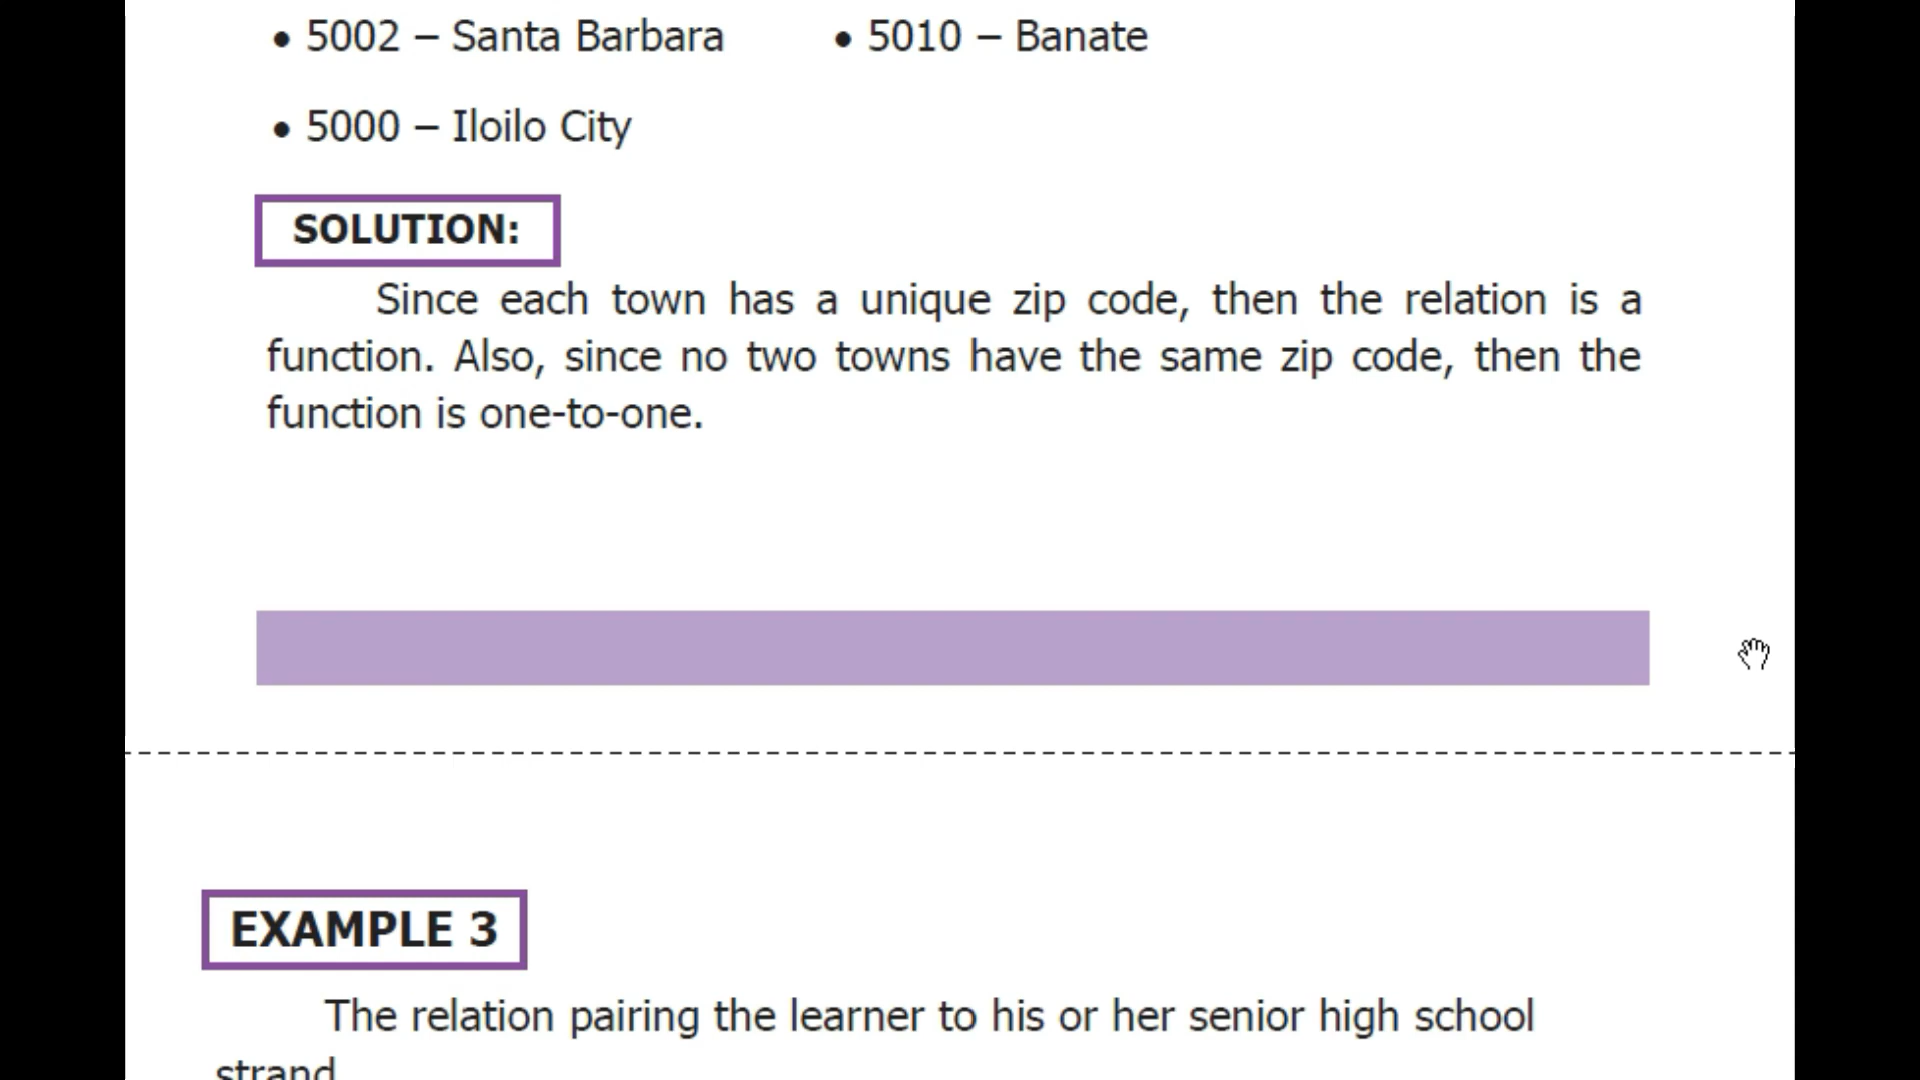 • 5002 – Santa Barbara • 5010 – Banate
• 5000 – Iloilo City
SOLUTION:
Since each town has a unique zip code, then the relation is a
function. Also, since no two towns have the same zip code, then the
function is one-to-one.
EXAMPLE 3
The relation pairing the learner to his or her senior high school
strand